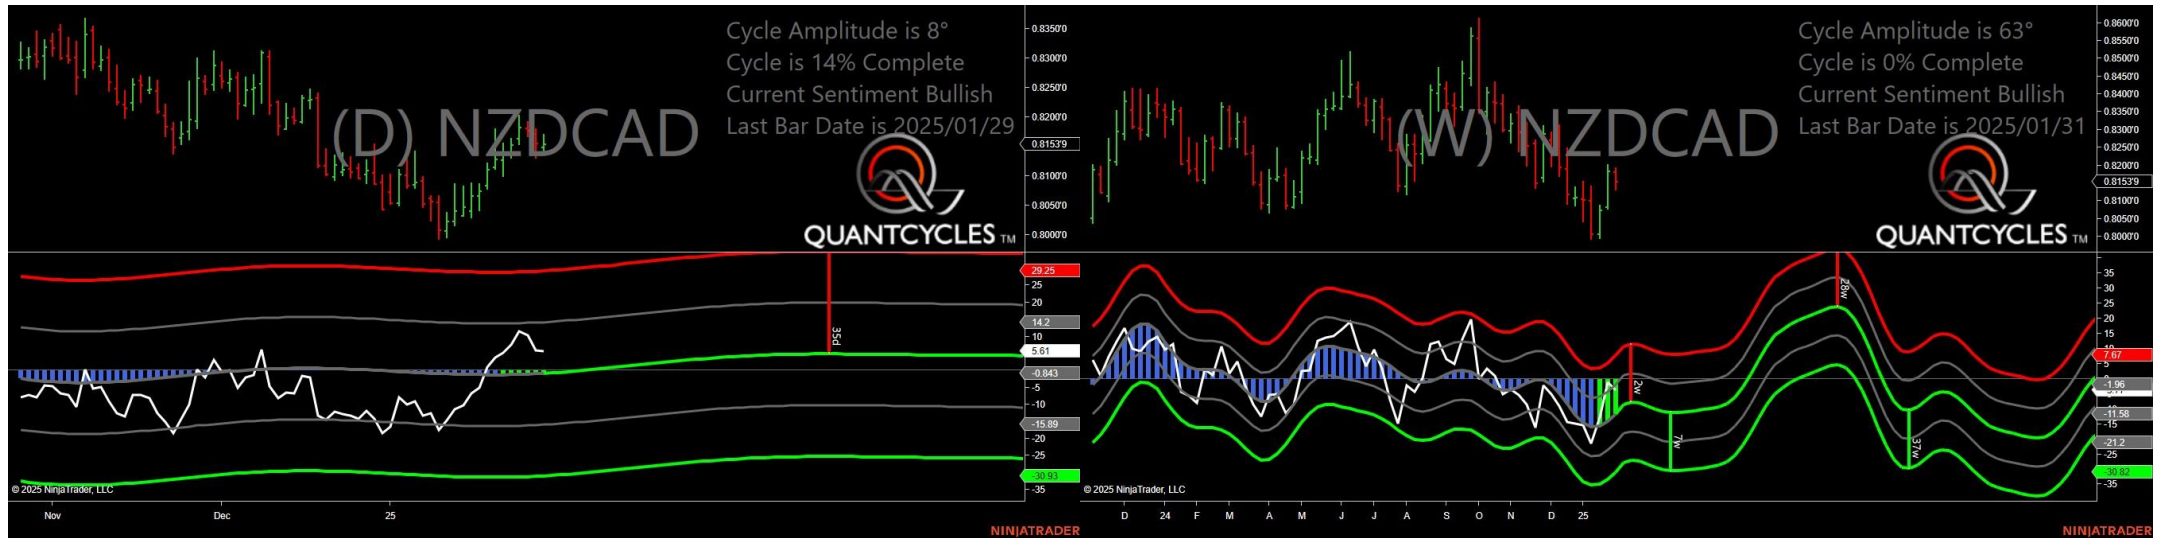 Cycle Amplitude is 8°
Cycle is 14% Complete
Current Sentiment Bullish
Last Bar Date is 2025/01/29
(D) NZDCAD
QUANTCYCLES TM
0.8350'0
0.8300'0
0.8250'0
0.8200'0
0.8153'9
0.8100'0
0.8050'0
0.8000'0
29.25
25
20
14.2
10
5.61
-0.843
-5
-10
-15.89
-20
-25
-30.93
-35
35d
© 2025 NinjaTrader, LLC
Nov Dec 25
NINJATRADER
Cycle Amplitude is 63°
Cycle is 0% Complete
Current Sentiment Bullish
Last Bar Date is 2025/01/31
(W) NZDCAD
QUANTCYCLES TM
0.8600'0
0.8550'0
0.8500'0
0.8450'0
0.8400'0
0.8350'0
0.8300'0
0.8250'0
0.8200'0
0.8153'9
0.8100'0
0.8050'0
0.8000'0
35
30
25
20
15
7.67
5
-1.96
-11.58
-15
-21.2
-25
-30.82
-35
2w
7w
28w
37w
© 2025 NinjaTrader, LLC
D 24 F M A M J J A S O N D 25
NINJATRADER